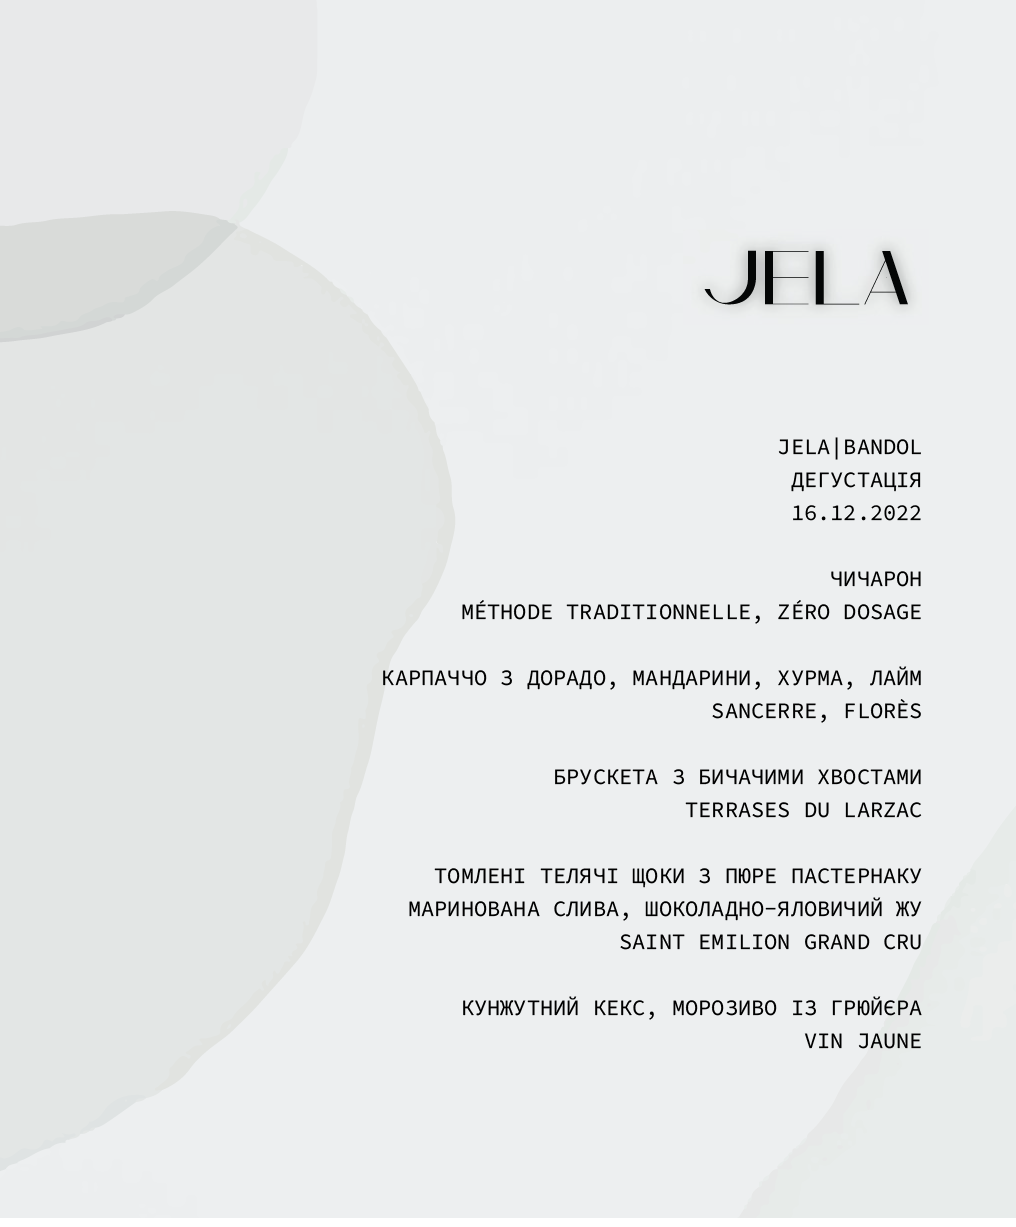 JELA
JELA|BANDOL
ДЕГУСТАЦІЯ
16.12.2022
ЧИЧАРОН
MÉTHODE TRADITIONNELLE, ZÉRO DOSAGE
КАРПАЧЧО З ДОРАДО, МАНДАРИНИ, ХУРМА, ЛАЙМ
SANCERRE, FLORÈS
БРУСКЕТА З БИЧАЧИМИ ХВОСТАМИ
TERRASES DU LARZAC
ТОМЛЕНІ ТЕЛЯЧІ ЩОКИ З ПЮРЕ ПАСТЕРНАКУ
МАРИНОВАНА СЛИВА, ШОКОЛАДНО-ЯЛОВИЧИЙ ЖУ
SAINT EMILION GRAND CRU
КУНЖУТНИЙ КЕКС, МОРОЗИВО ІЗ ГРЮЙЄРА
VIN JAUNE